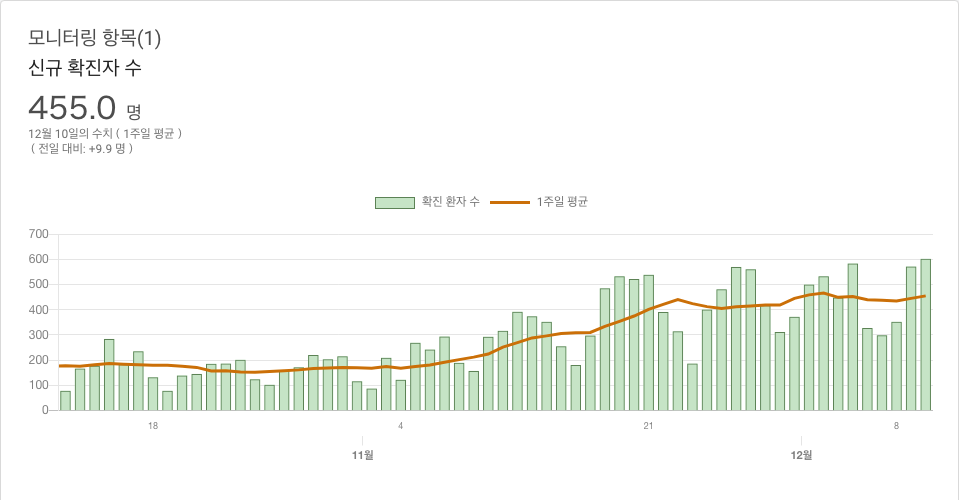 모니터링 항목(1)
신규 확진자 수
455.0 명
12월 10일의 수치 ( 1주일 평균 )
( 전일 대비: +9.9 명 )
확진 환자 수 1주일 평균
700
600
500
400
300
200
100
0
18 4 21 8
11월 12월